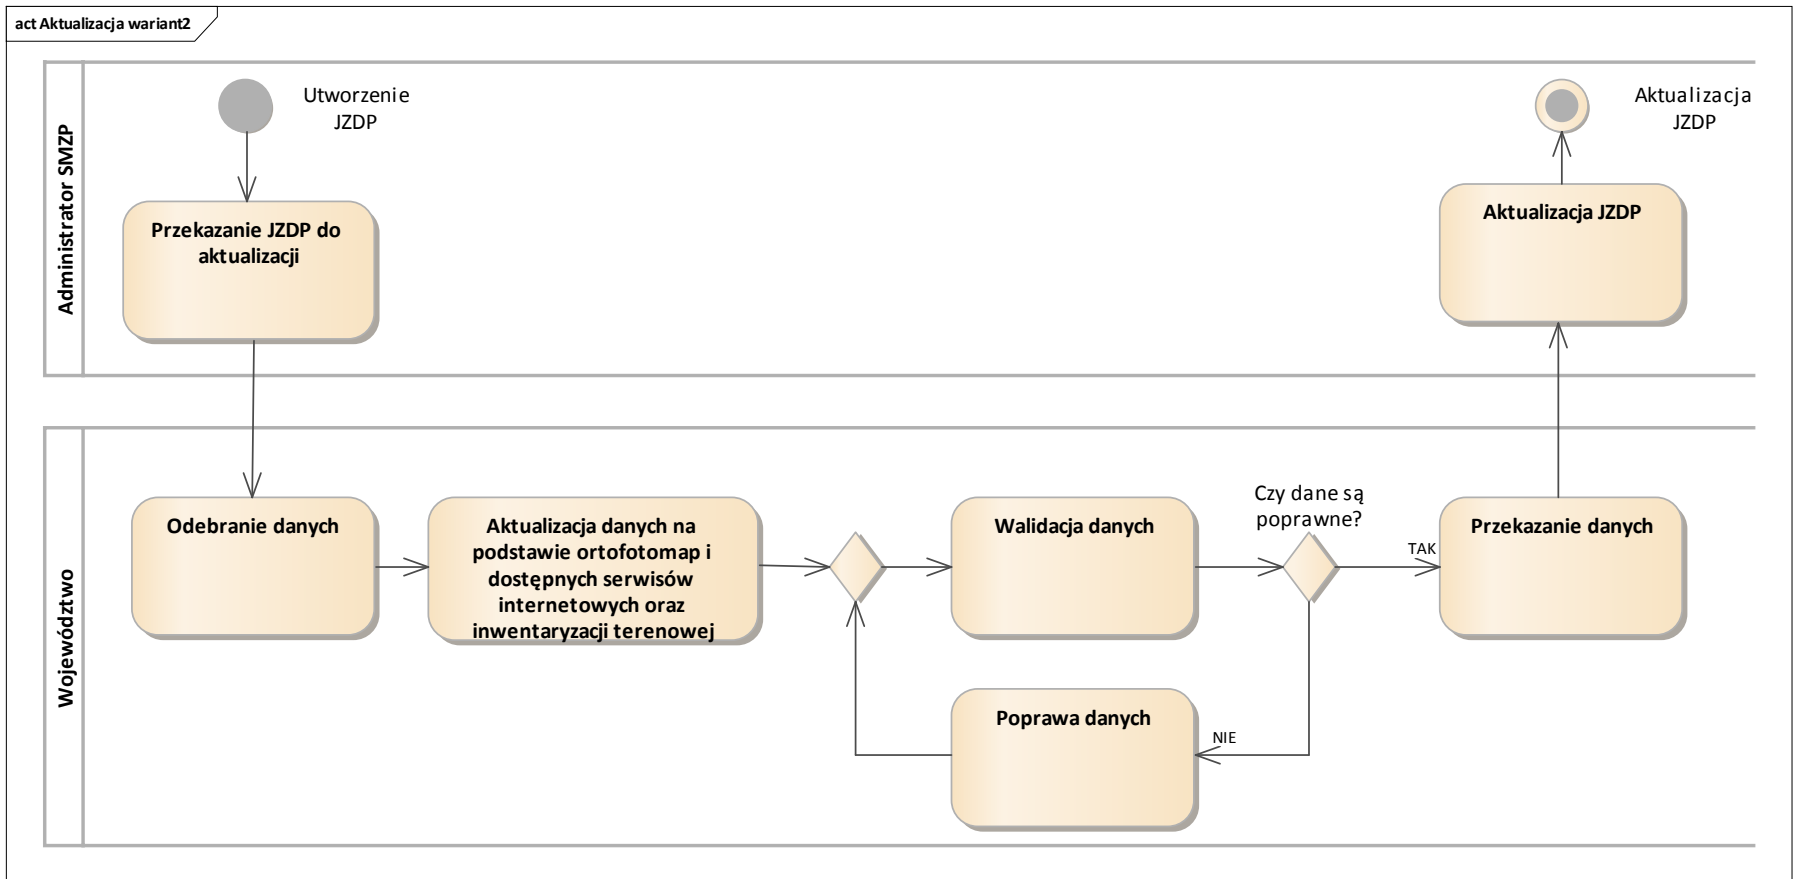 act Aktualizacja wariant2
Administrator SMZP
Utworzenie
JZDP
Przekazanie JZDP do
aktualizacji
Aktualizacja
JZDP
Aktualizacja JZDP
Województwo
Odebranie danych
Aktualizacja danych na
podstawie ortofotomap i
dostępnych serwisów
internetowych oraz
inwentaryzacji terenowej
Walidacja danych
Czy dane są
poprawne?
TAK
Przekazanie danych
Poprawa danych
NIE